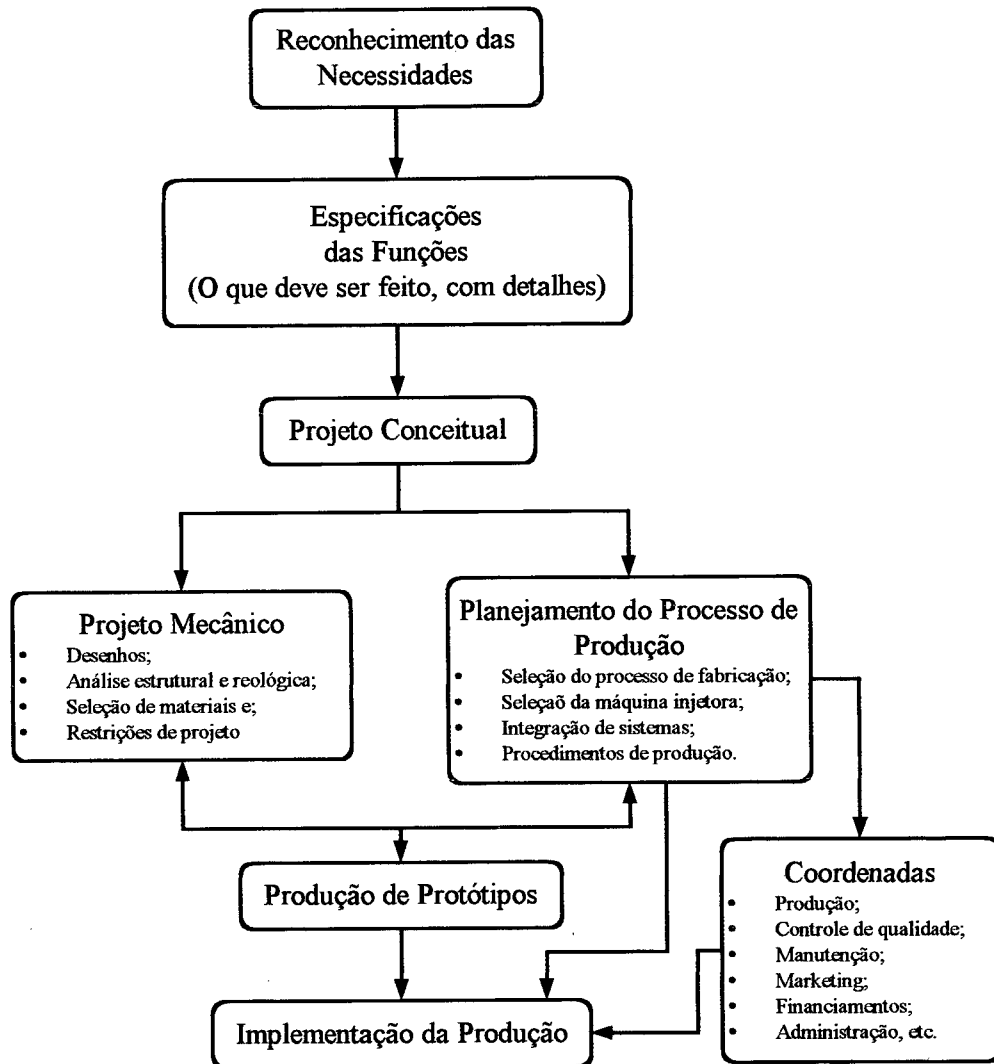 Reconhecimento das
Necessidades
Especificações
das Funções
(O que deve ser feito, com detalhes)
Projeto Conceitual
Projeto Mecânico
• Desenhos;
• Análise estrutural e reológica;
• Seleção de materiais e;
• Restrições de projeto
Planejamento do Processo de
Produção
• Seleção do processo de fabricação;
• Seleçaõ da máquina injetora;
• Integração de sistemas;
• Procedimentos de produção.
Produção de Protótipos
Coordenadas
• Produção;
• Controle de qualidade;
• Manutenção;
• Marketing;
• Financiamentos;
• Administração, etc.
Implementação da Produção